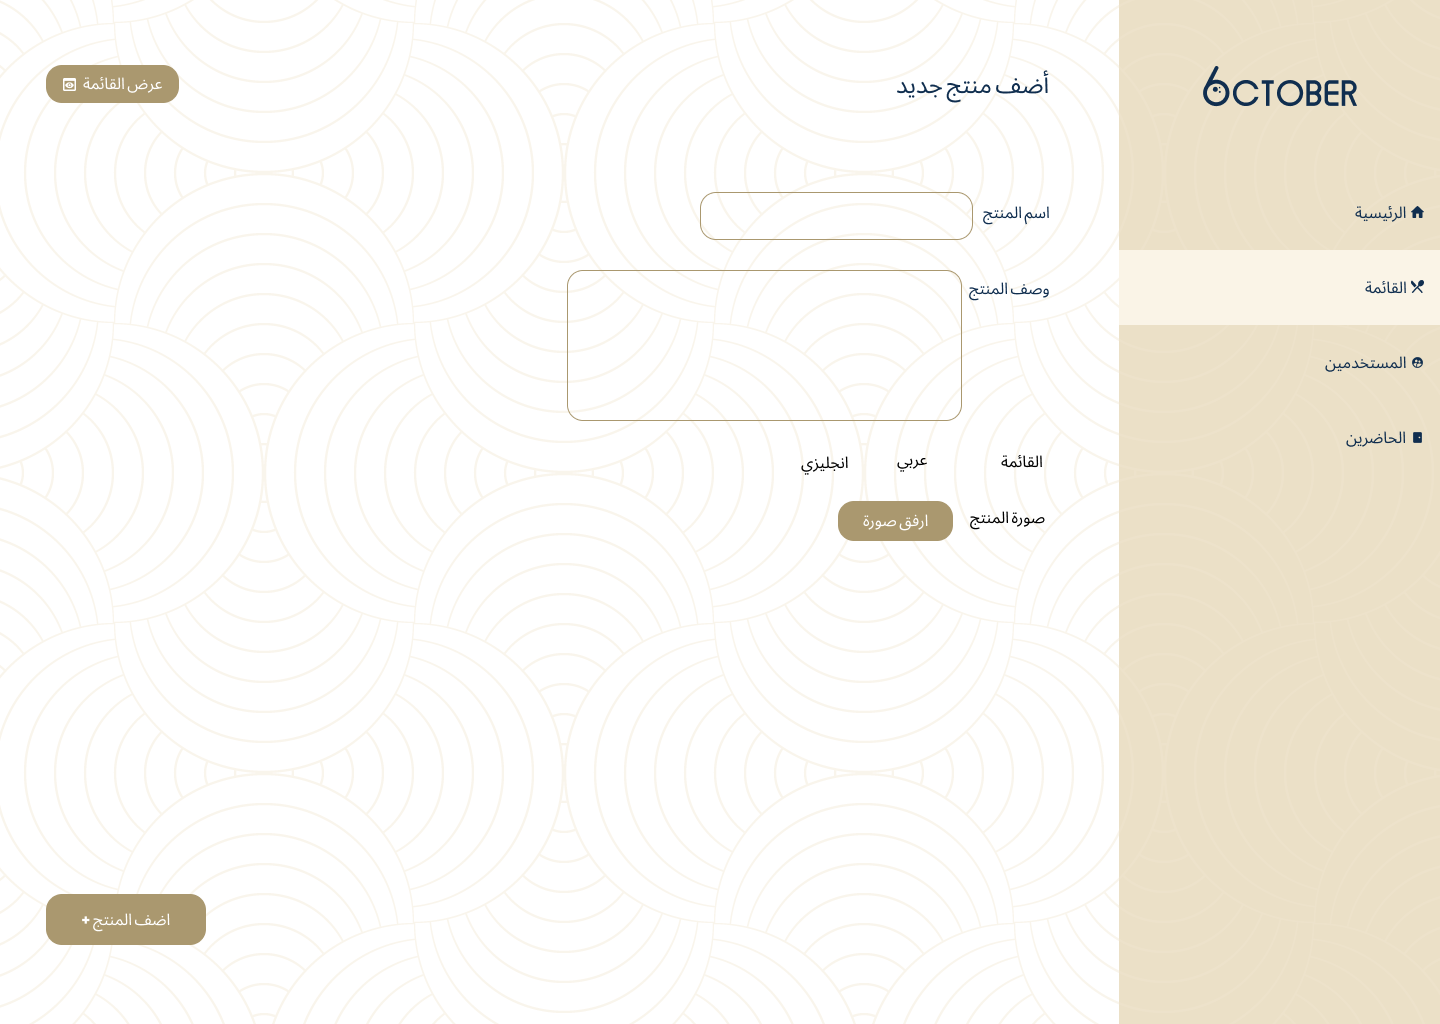 6CTOBER
الرئيسية
القائمة
المستخدمين
الحاضرين
أضف منتج جديد
عرض القائمة
اسم المنتج
وصف المنتج
القائمة
عربي
انجليزي
صورة المنتج
ارفق صورة
اضف المنتج +